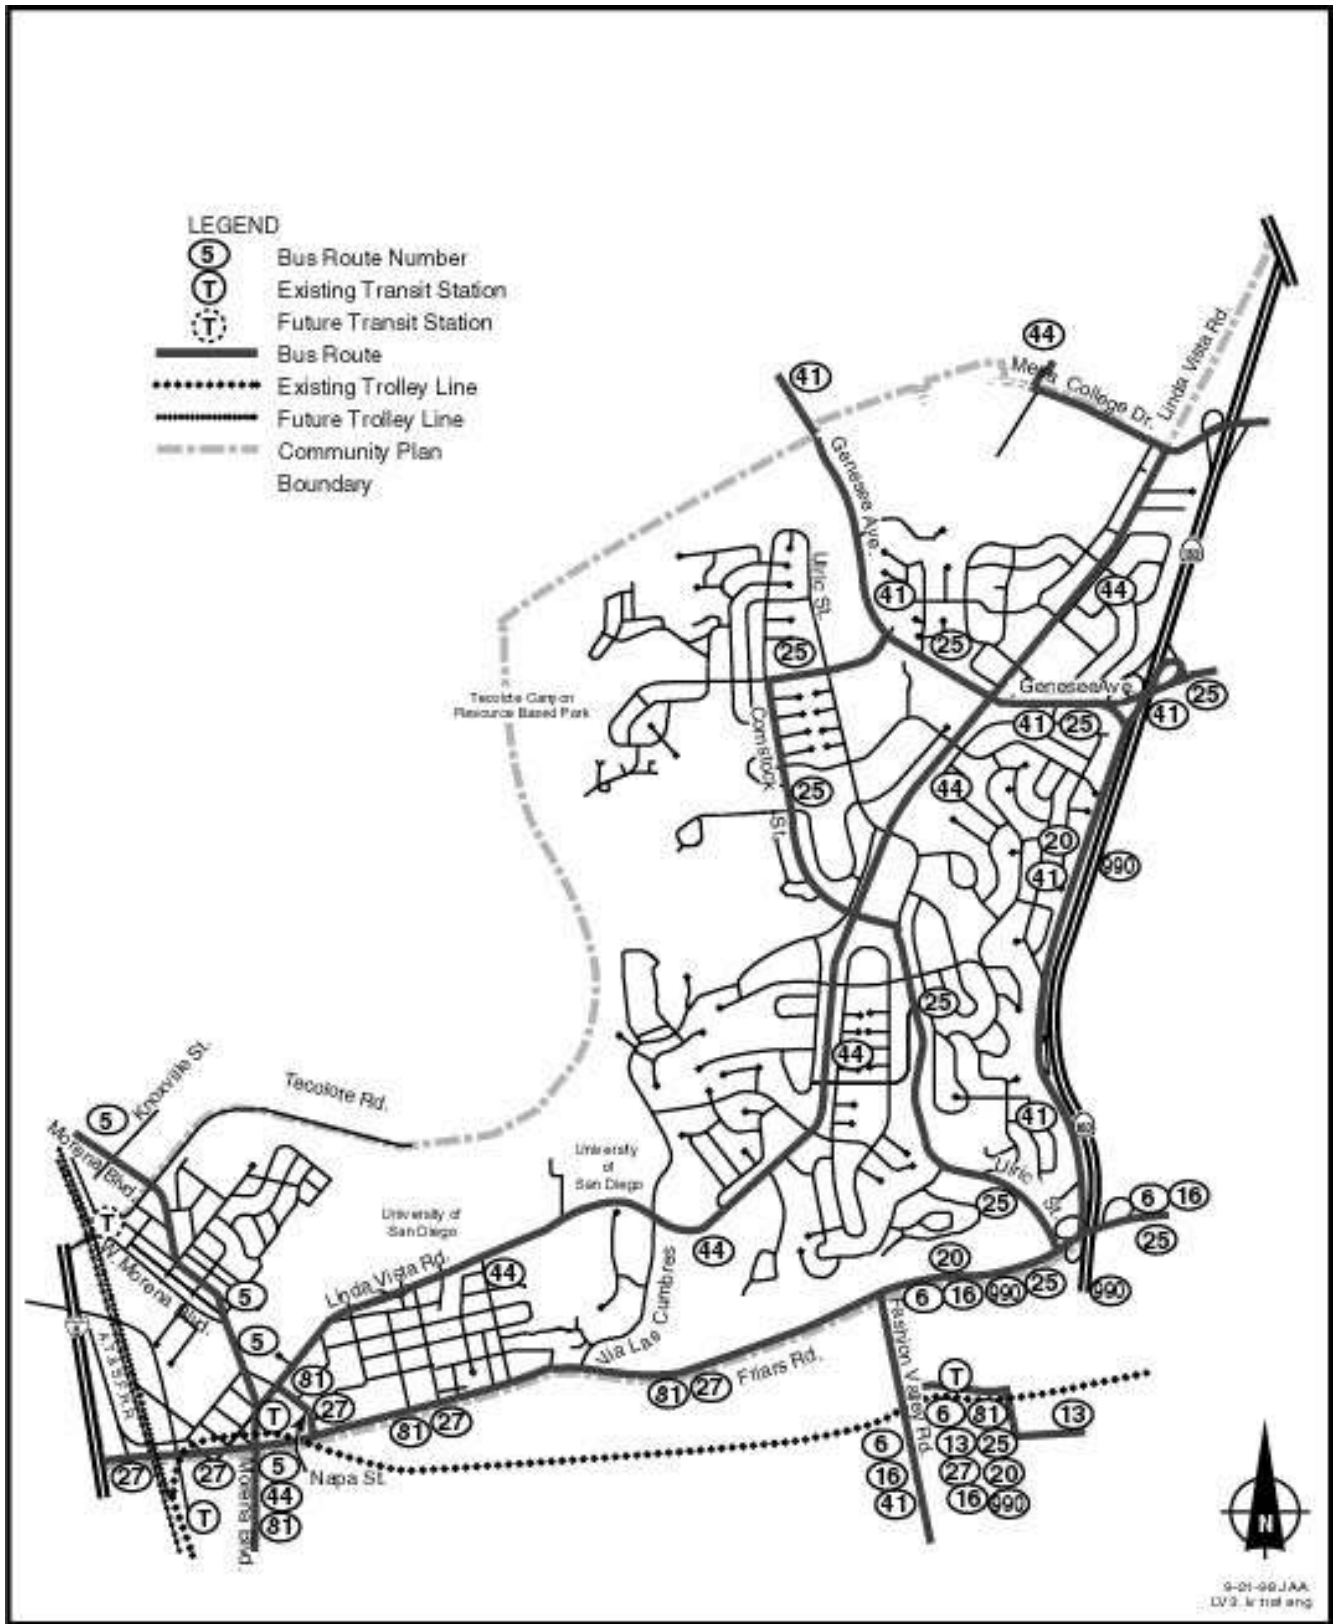 LEGEND
5 Bus Route Number
T Existing Transit Station
T Future Transit Station
Bus Route
Existing Trolley Line
Future Trolley Line
Community Plan
Boundary
44
41
Mesa College Dr.
Linda Vista Rd.
Genesee Ave.
Ulric St.
41
44
25
25
Genesee Ave.
25
Tecolote Canyon
Resource Based Park
41
25
41
Comstock St.
25
44
20
990
41
25
44
Knoxville St.
Tecolore Rd.
5
Morena Blvd.
41
University
of
San Diego
Ulric St.
25
6
16
25
University of
San Diego
T
W. Morena Blvd.
Linda Vista Rd.
44
44
20
25
990
16
6
990
5
5
Via Las Cumbras
Fashion Valley Rd.
A.T.&S.F. R.R.
81
27
81
27
Friars Rd.
T
T
81
27
6
81
13
6
13
25
27
27
5
Napa St.
16
27
20
44
41
16
990
T
81
Morena Blvd.
N